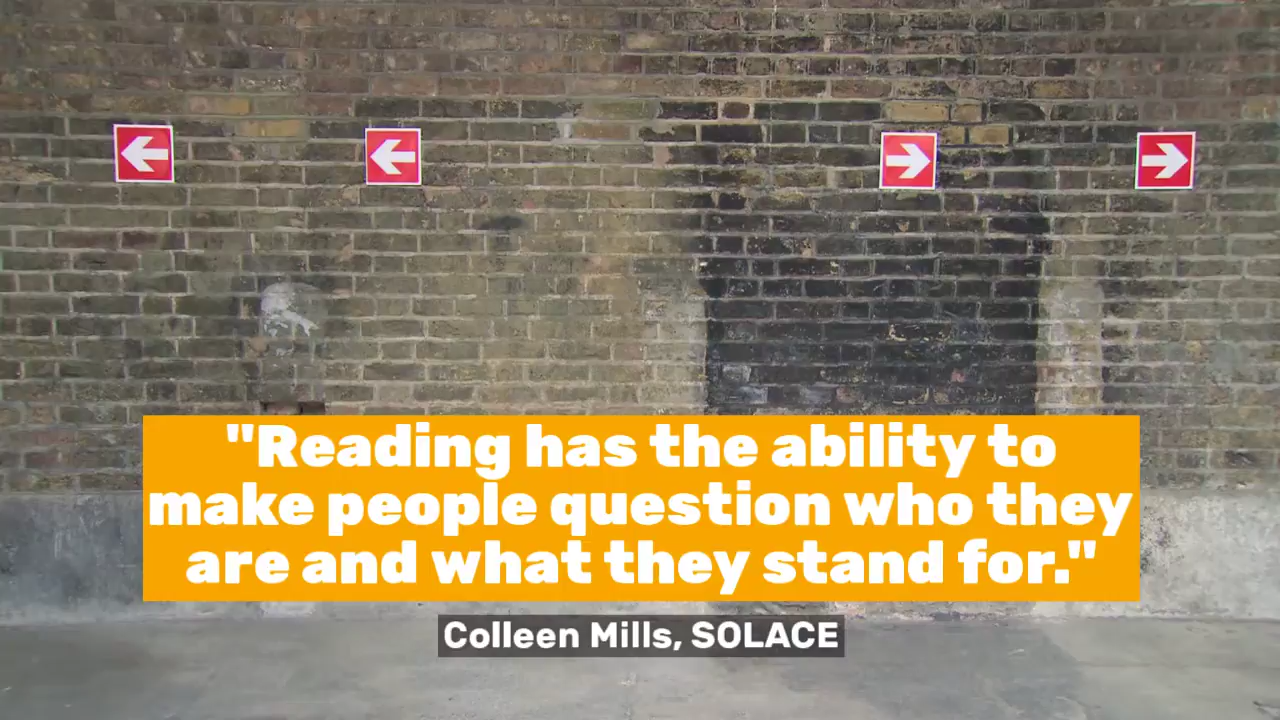 "Reading has the ability to
make people question who they
are and what they stand for."
Colleen Mills, SOLACE